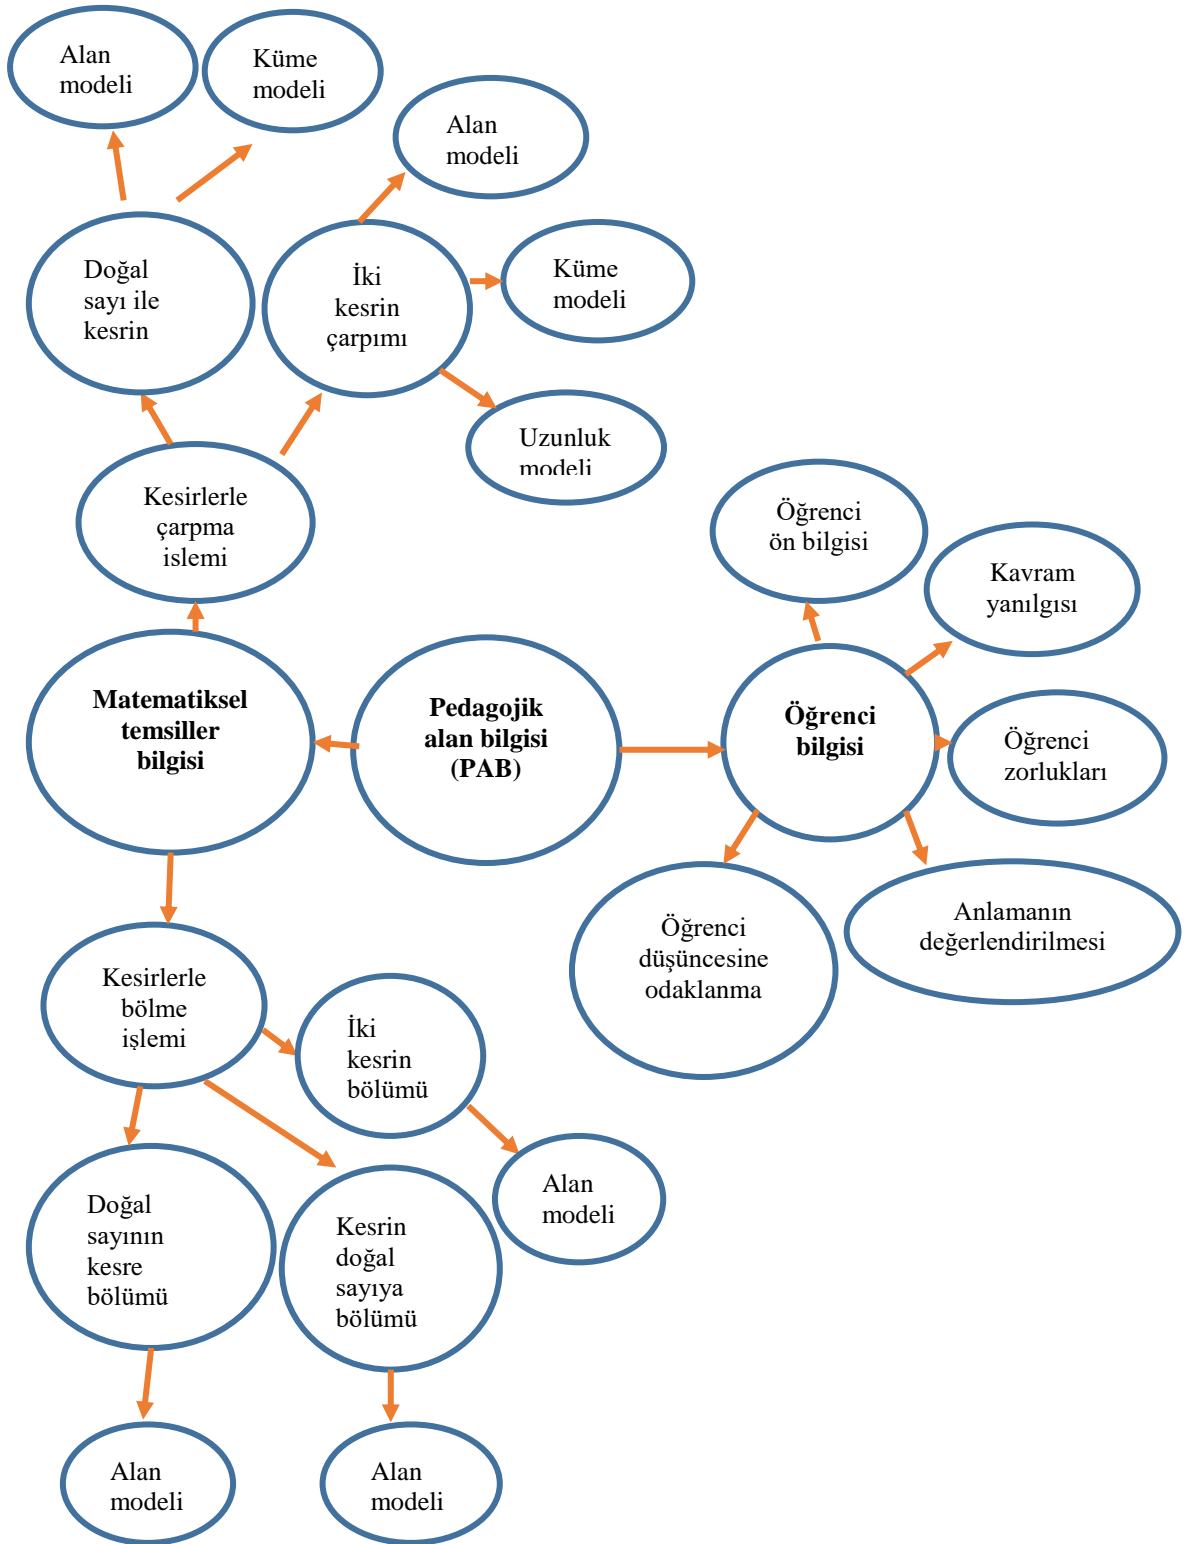 Alan
modeli
Küme
modeli
Alan
modeli
Doğal
sayı ile
kesrin
İki
kesrin
çarpımı
Küme
modeli
Uzunluk
modeli
Kesirlerle
çarpma
islemi
Öğrenci
ön bilgisi
Kavram
yanılgısı
Matematiksel
temsiller
bilgisi
Pedagojik
alan bilgisi
(PAB)
Öğrenci
bilgisi
Öğrenci
zorlukları
Öğrenci
düşüncesine
odaklanma
Anlamanın
değerlendirilmesi
Kesirlerle
bölme
işlemi
İki
kesrin
bölümü
Alan
modeli
Doğal
sayının
kesre
bölümü
Kesrin
doğal
sayıya
bölümü
Alan
modeli
Alan
modeli